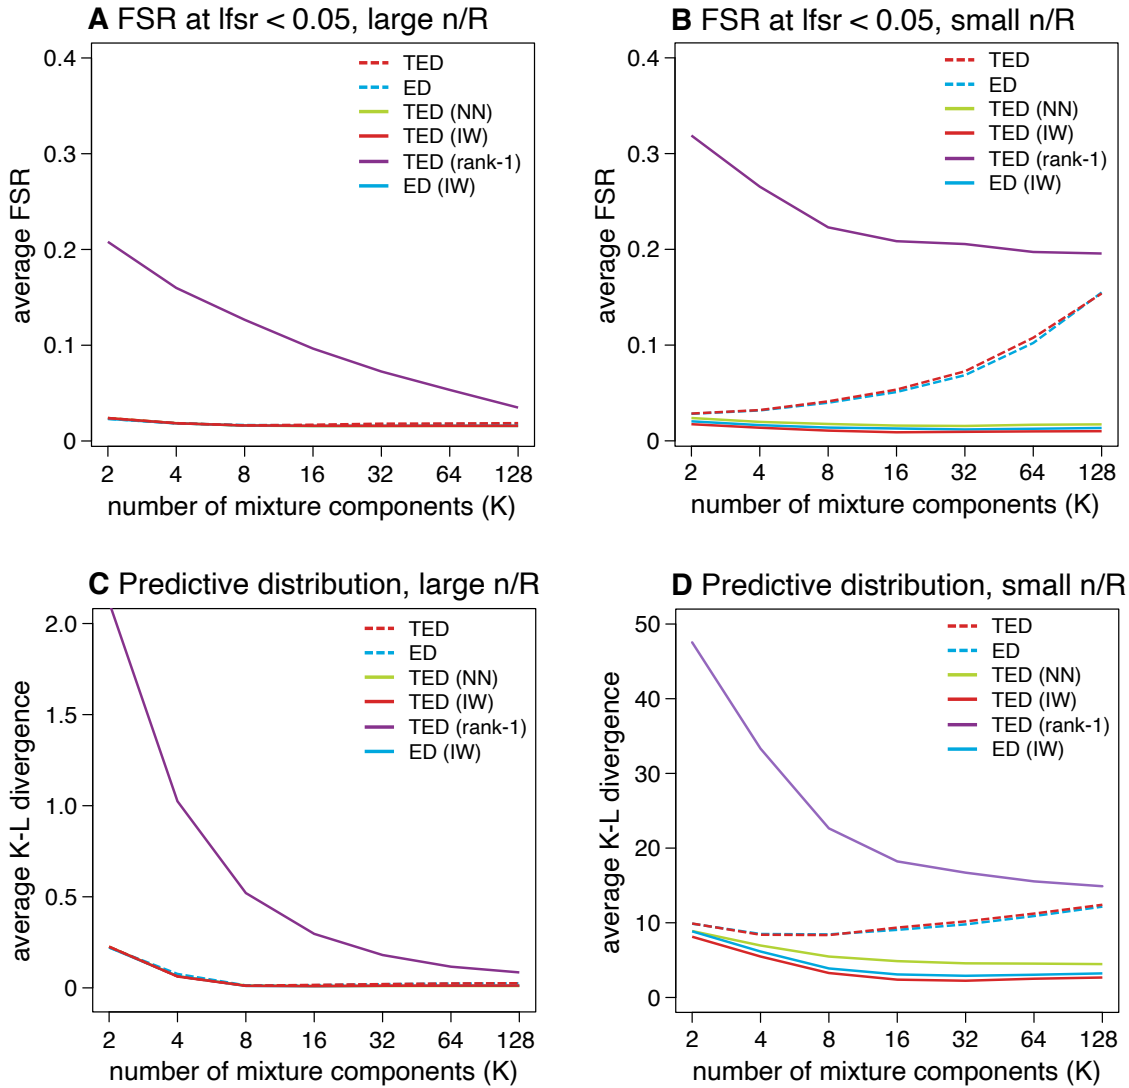 A FSR at lfsr < 0.05, large n/R
0.4
0.3
0.2
0.1
0
average FSR
TED
ED
TED (NN)
TED (IW)
TED (rank-1)
ED (IW)
2 4 8 16 32 64 128
number of mixture components (K)
B FSR at lfsr < 0.05, small n/R
0.4
0.3
0.2
0.1
0
average FSR
TED
ED
TED (NN)
TED (IW)
TED (rank-1)
ED (IW)
2 4 8 16 32 64 128
number of mixture components (K)
C Predictive distribution, large n/R
2.0
1.5
1.0
0.5
0
average K-L divergence
TED
ED
TED (NN)
TED (IW)
TED (rank-1)
ED (IW)
2 4 8 16 32 64 128
number of mixture components (K)
D Predictive distribution, small n/R
50
40
30
20
10
0
average K-L divergence
TED
ED
TED (NN)
TED (IW)
TED (rank-1)
ED (IW)
2 4 8 16 32 64 128
number of mixture components (K)